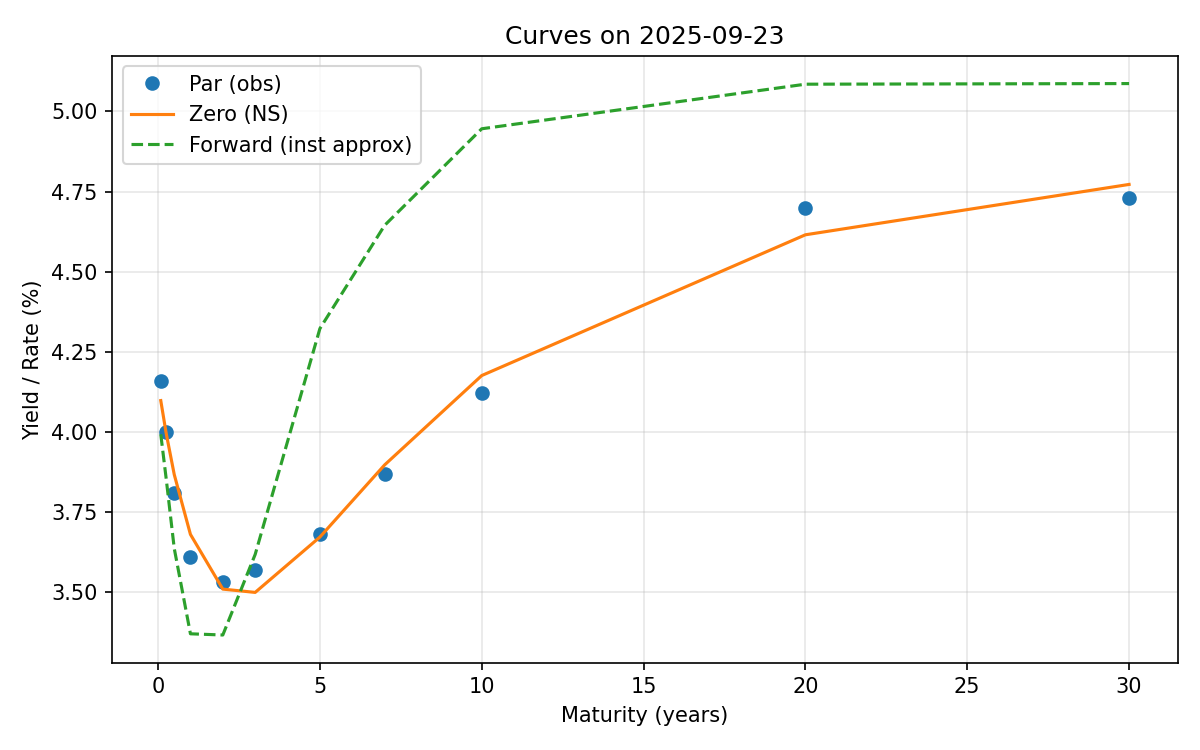 Curves on 2025-09-23
Par (obs)
Zero (NS)
Forward (inst approx)
Yield / Rate (%)
5.00
4.75
4.50
4.25
4.00
3.75
3.50
0 5 10 15 20 25 30
Maturity (years)